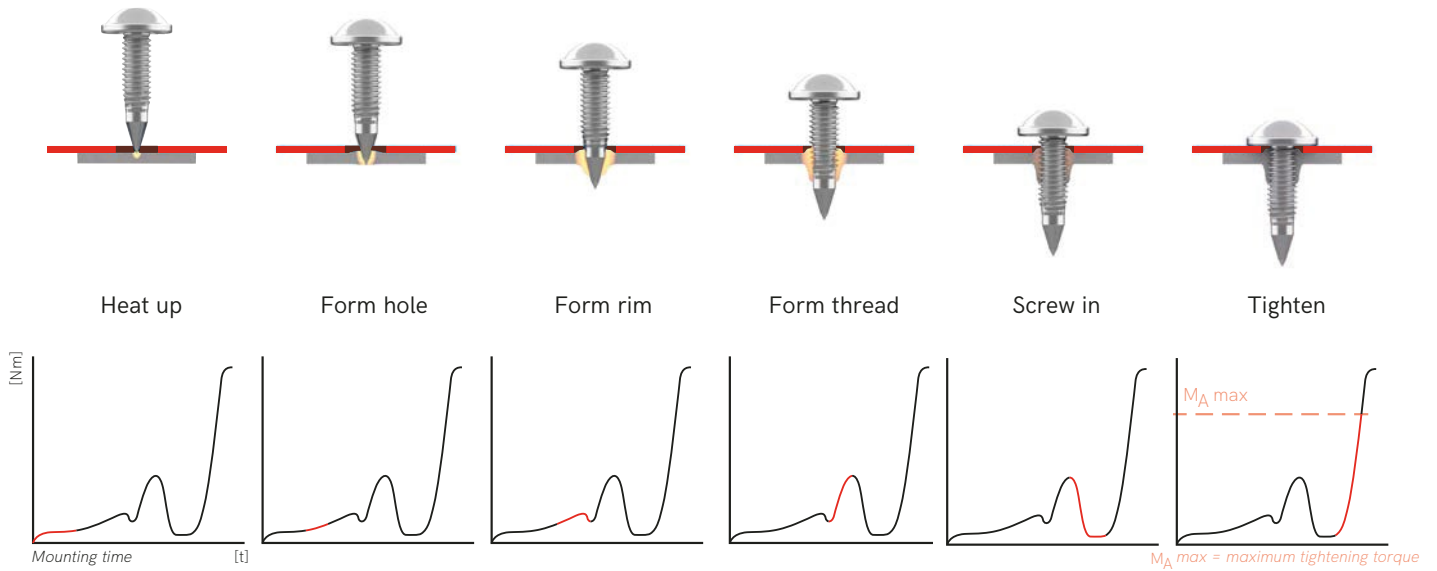 Heat up
Form hole
Form rim
Form thread
Screw in
Tighten
[Nm]
MA max
Mounting time
[t]
MA max = maximum tightening torque